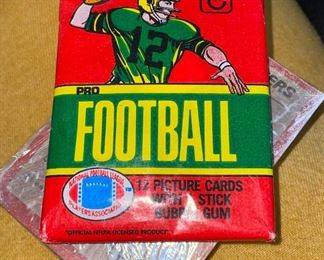 12
PRO
FOOTBALL
NATIONAL FOOTBALL LEAGUE
PLAYERS ASSOCIATION
12 PICTURE CARDS
WITH 1 STICK
BUBBLE GUM
"OFFICIAL NFLPA LICENSED PRODUCT"